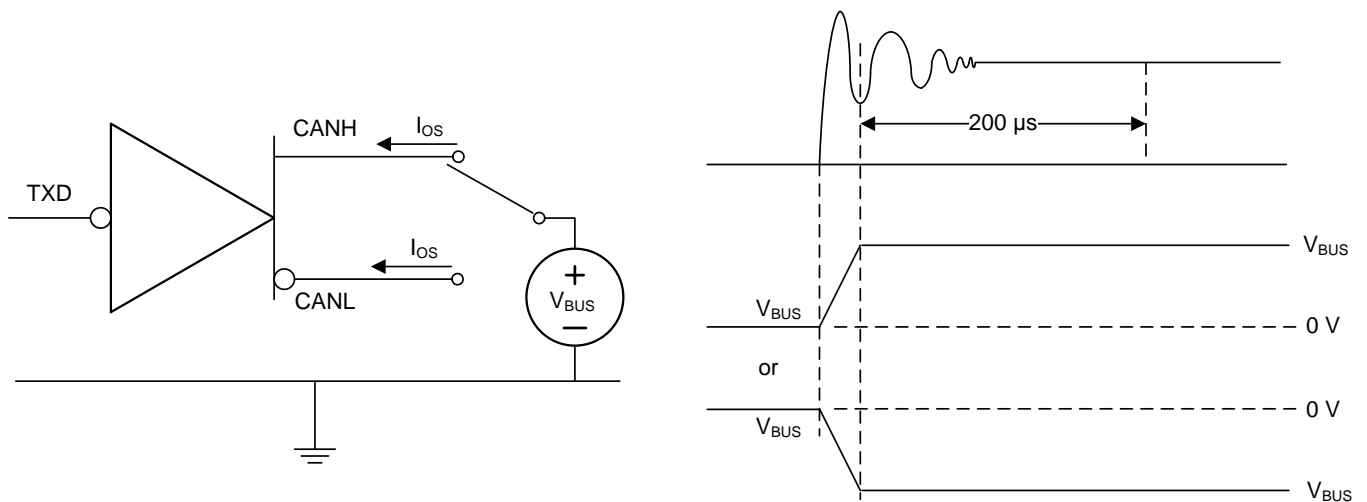 CANH
I_OS
TXD
I_OS
CANL
+
V_BUS
–
200 µs
V_BUS
V_BUS
0 V
or
0 V
V_BUS
V_BUS